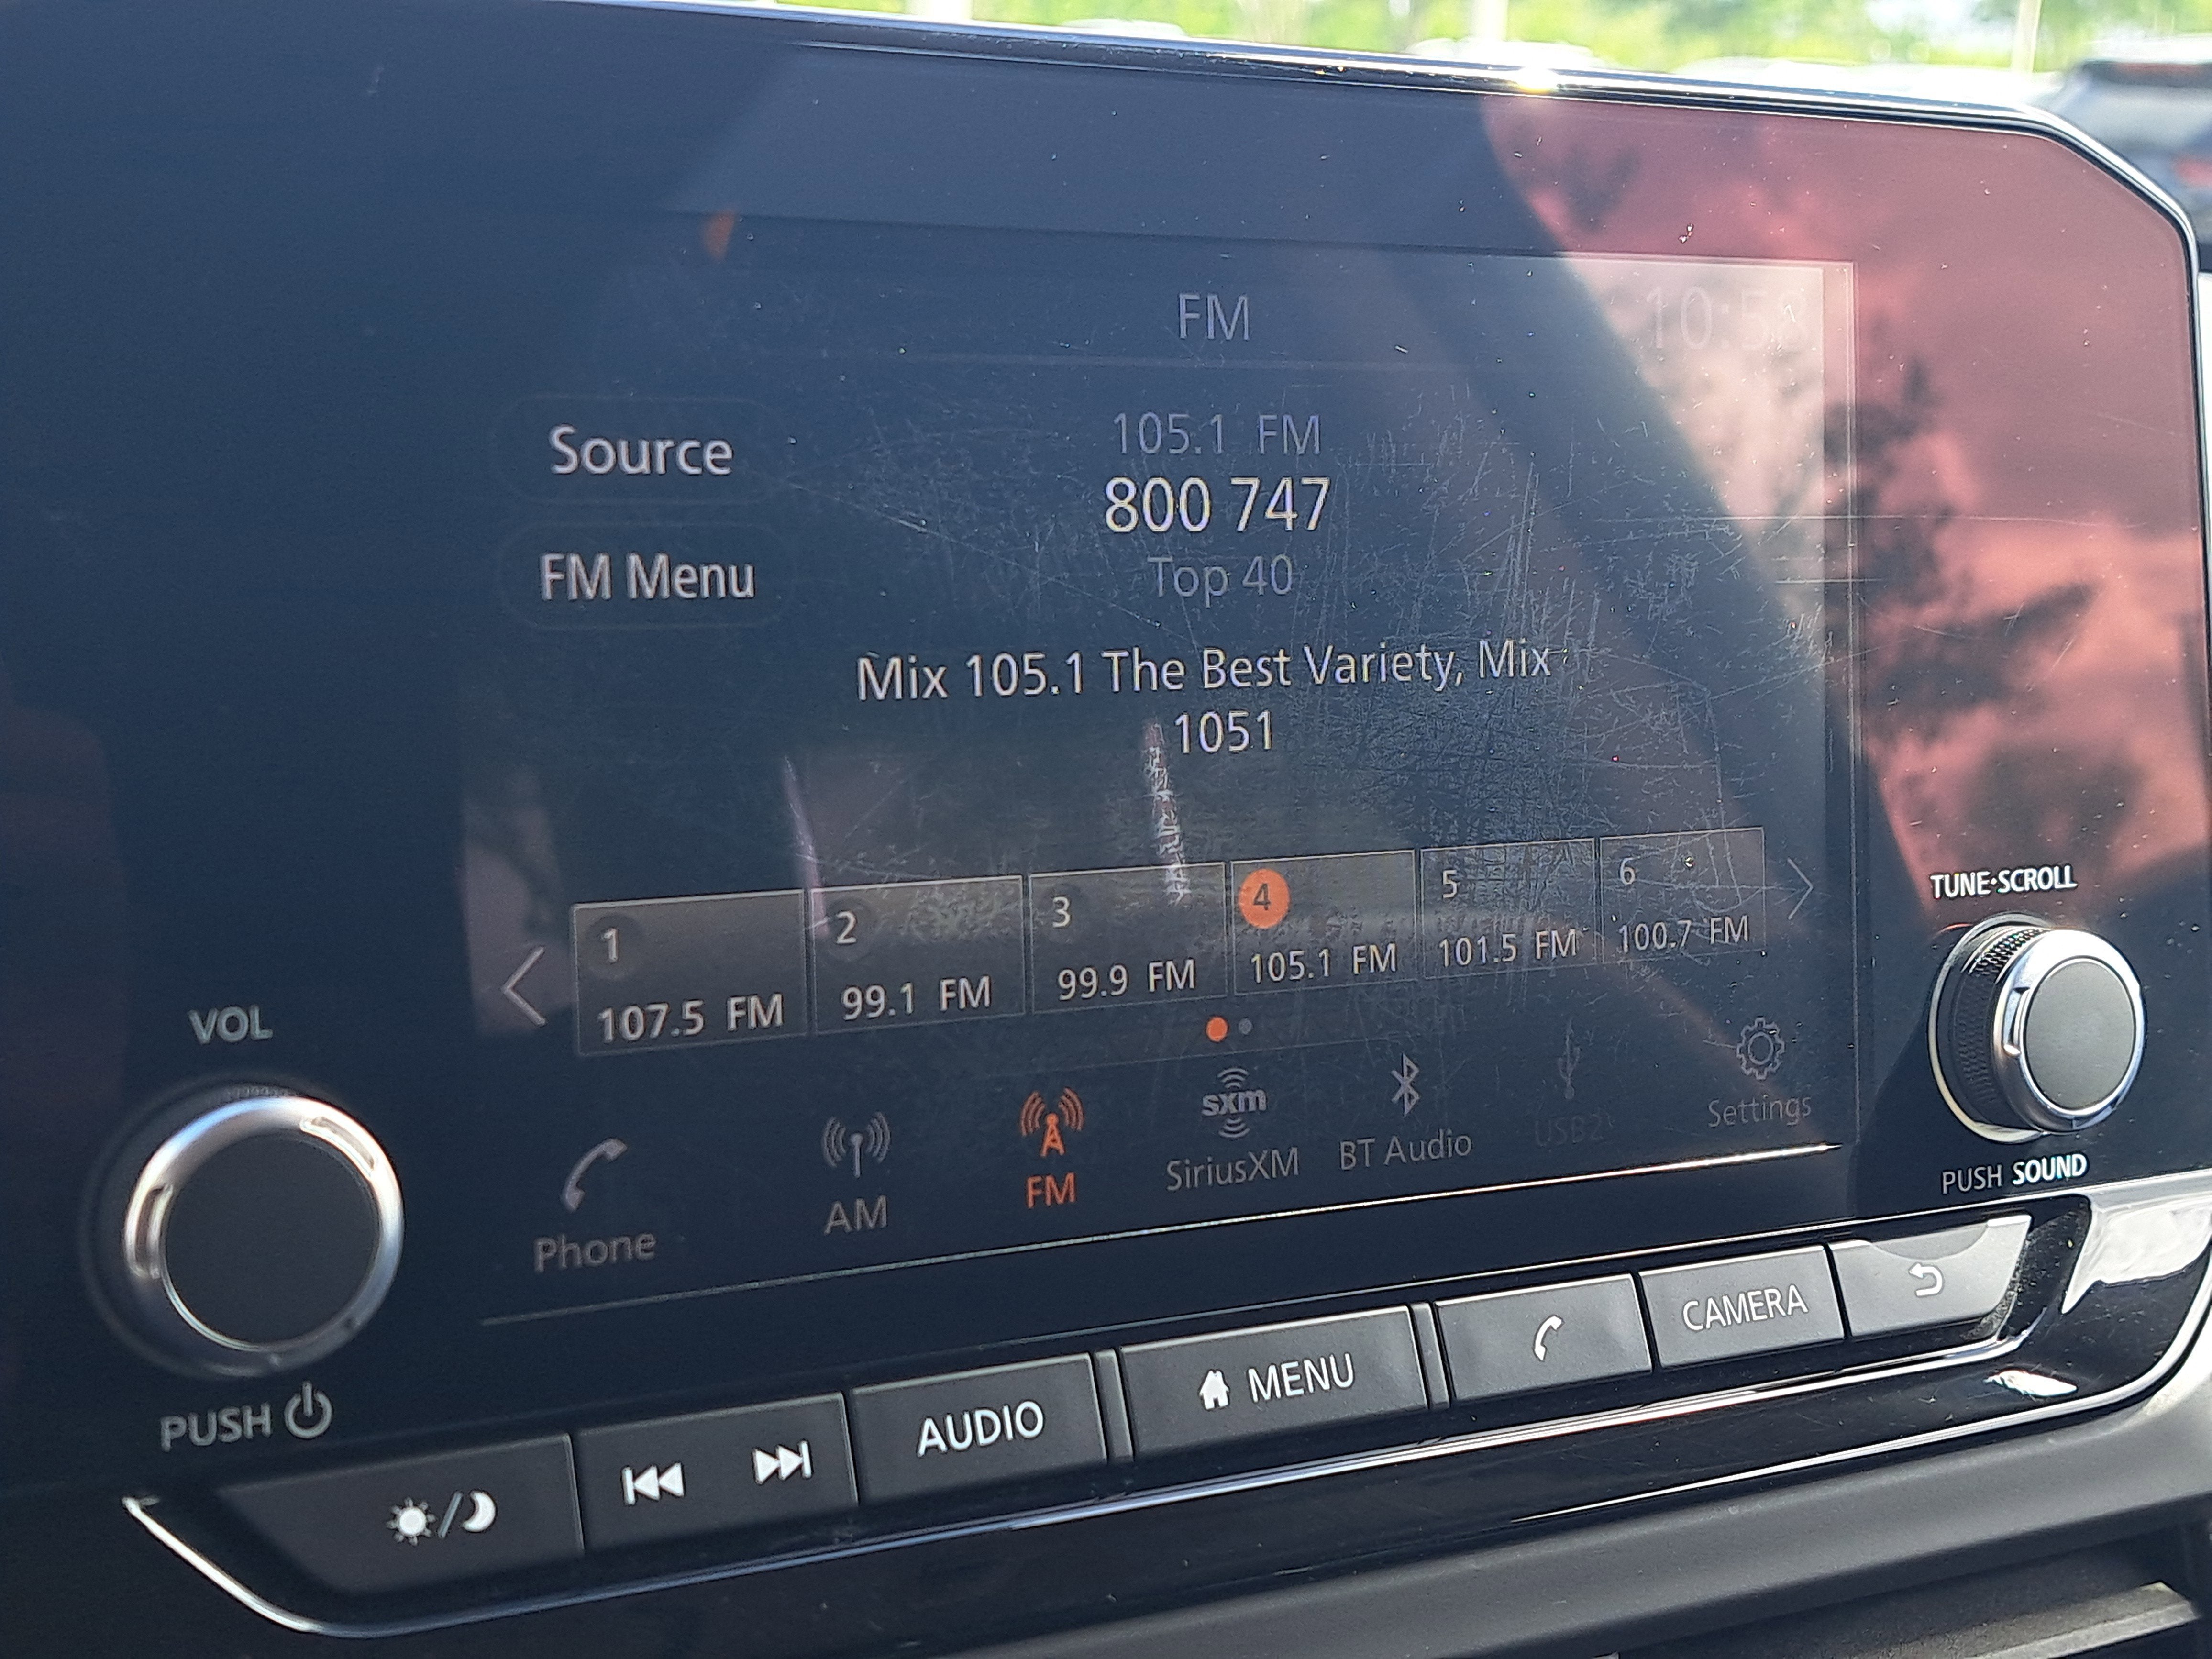 FM
10:58
Source
105.1 FM
800 747
FM Menu
Top 40
Mix 105.1 The Best Variety, Mix
1051
1
107.5 FM
2
99.1 FM
3
99.9 FM
4
105.1 FM
5
101.5 FM
6
100.7 FM
Phone
AM
FM
sxm
SiriusXM
BT Audio
USB2
Settings
VOL
PUSH
TUNE·SCROLL
PUSH SOUND
AUDIO
MENU
CAMERA